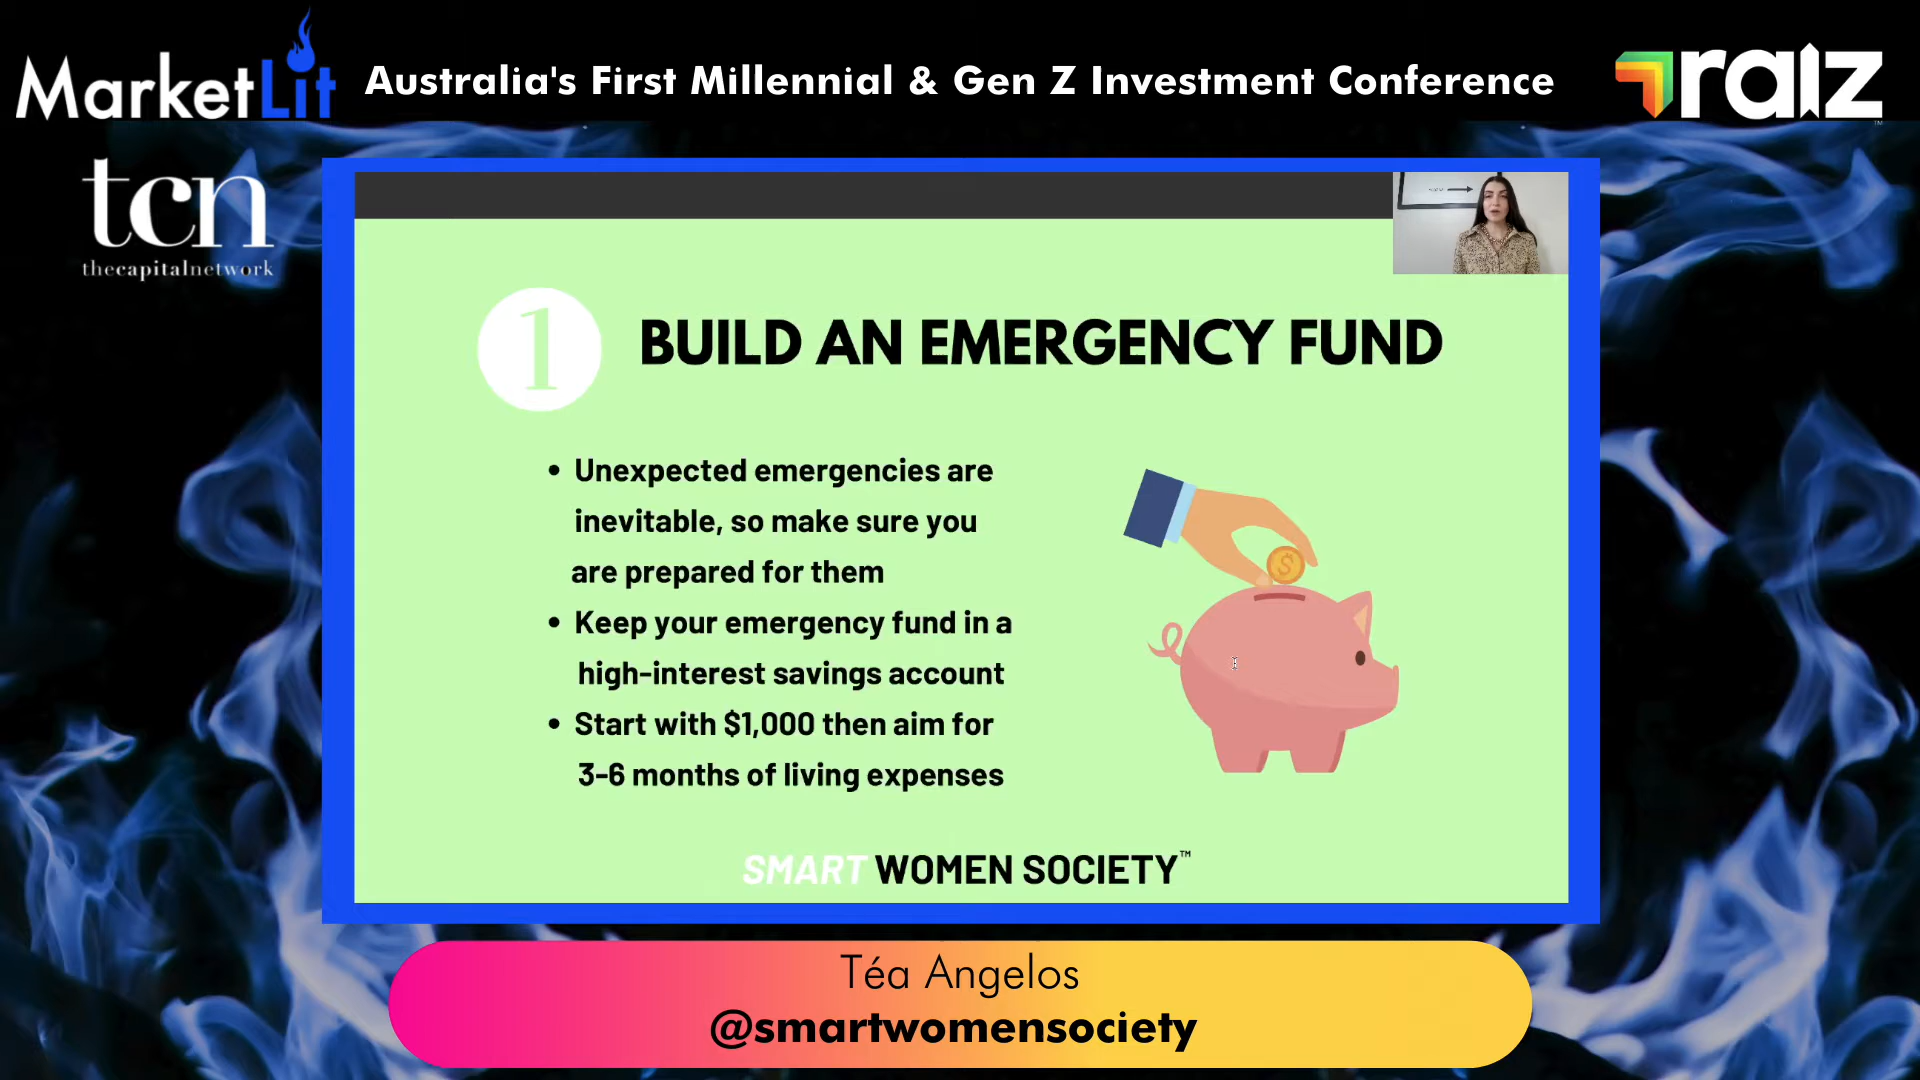 MarketLit
Australia's First Millennial & Gen Z Investment Conference
raiz
tcn
thecapitalnetwork
1
BUILD AN EMERGENCY FUND
• Unexpected emergencies are
inevitable, so make sure you
are prepared for them
• Keep your emergency fund in a
high-interest savings account
• Start with $1,000 then aim for
3-6 months of living expenses
$
SMART WOMEN SOCIETY™
Téa Angelos
@smartwomensociety